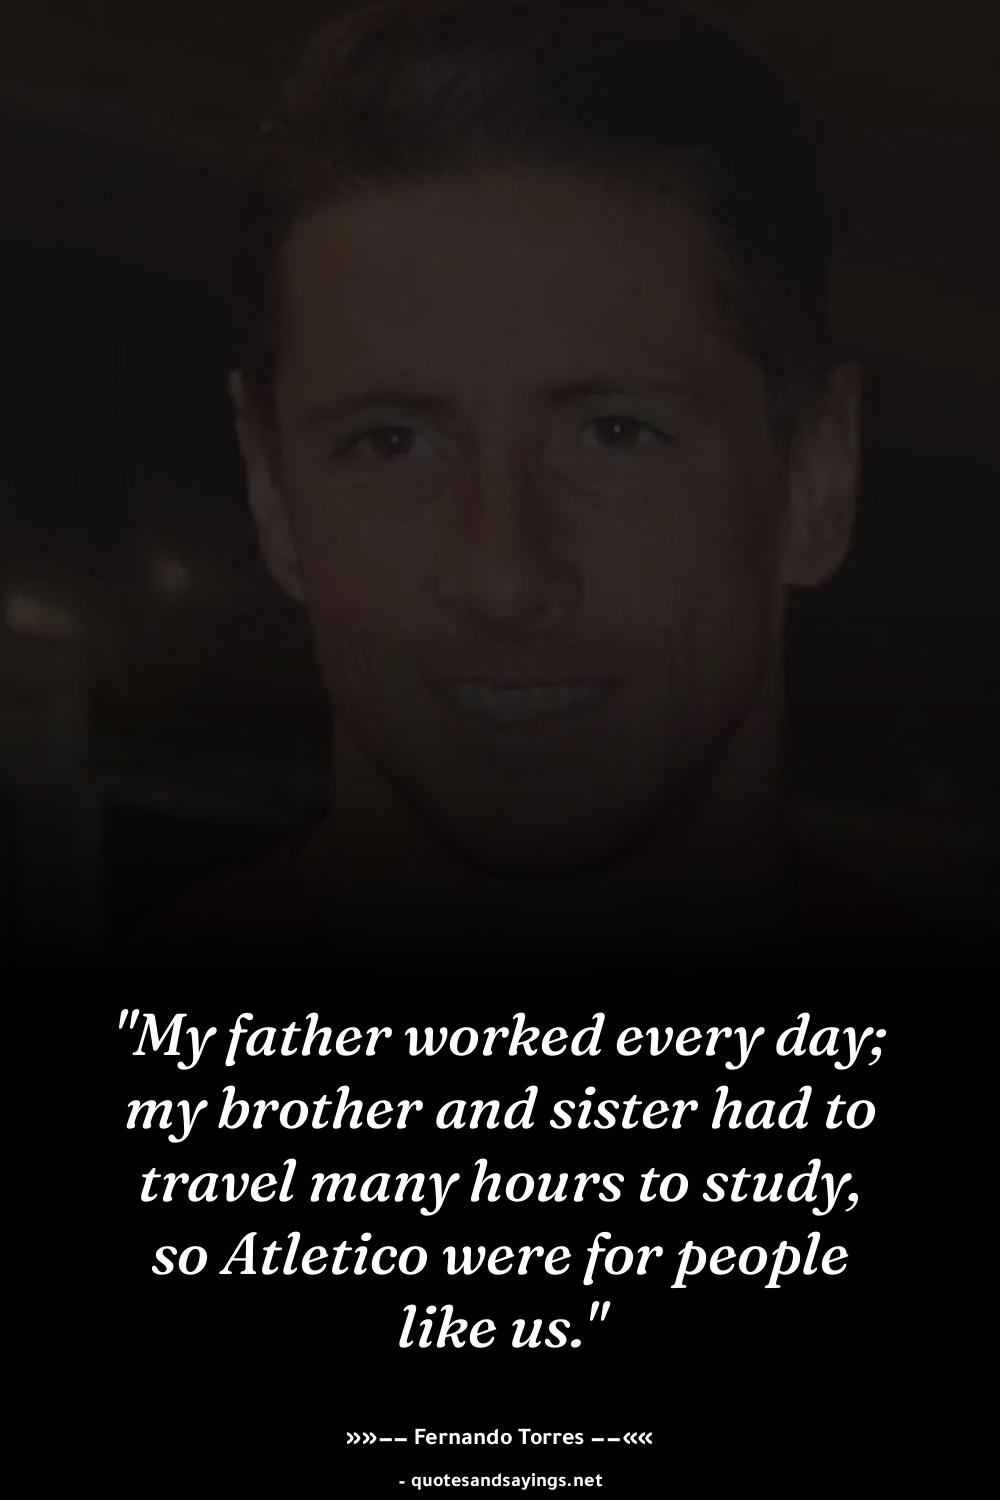 "My father worked every day;
my brother and sister had to
travel many hours to study,
so Atletico were for people
like us."
»»–– Fernando Torres ––««
- quotesandsayings.net